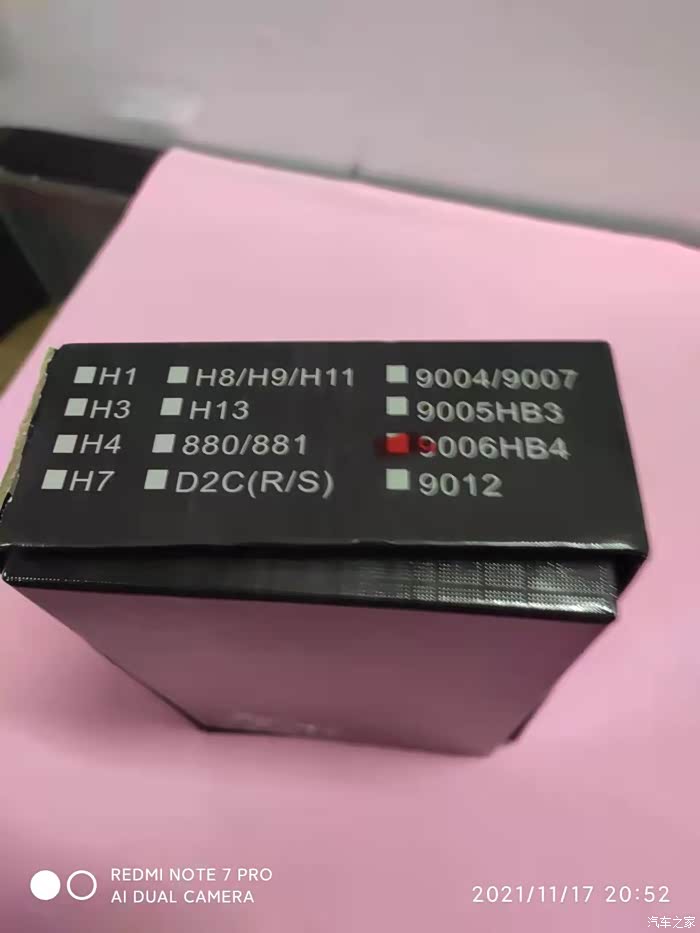 H1 H8/H9/H11 9004/9007
H3 H13 9005HB3
H4 880/881 9006HB4
H7 D2C(R/S) 9012
REDMI NOTE 7 PRO
AI DUAL CAMERA
2021/11/17 20:52
汽车之家